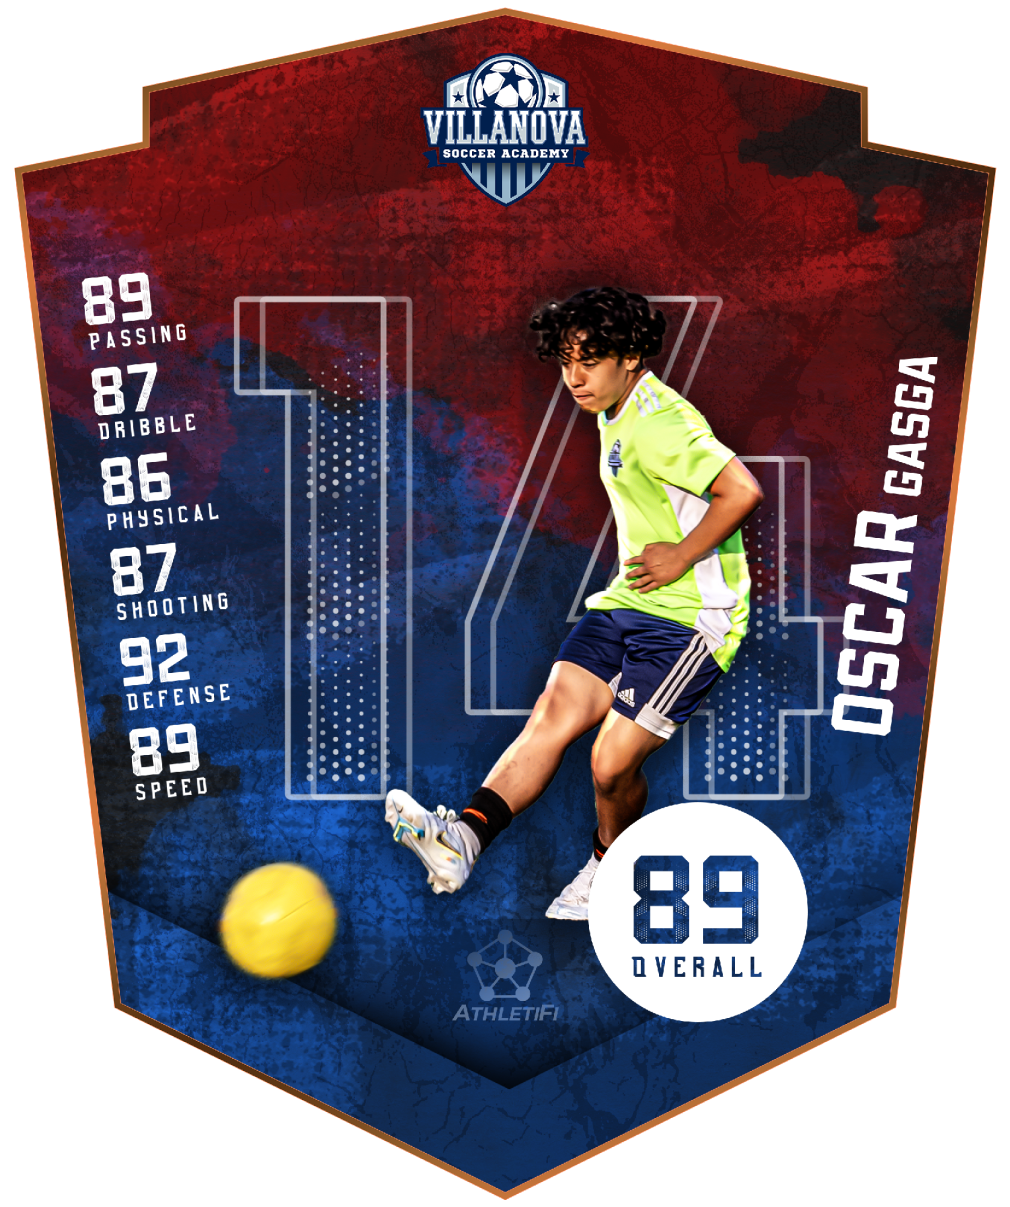 VILLANOVA
SOCCER ACADEMY
89
PASSING
87
DRIBBLE
86
PHYSICAL
87
SHOOTING
92
DEFENSE
89
SPEED
14
OSCAR GASGA
adidas
89
OVERALL
ATHLETIFI